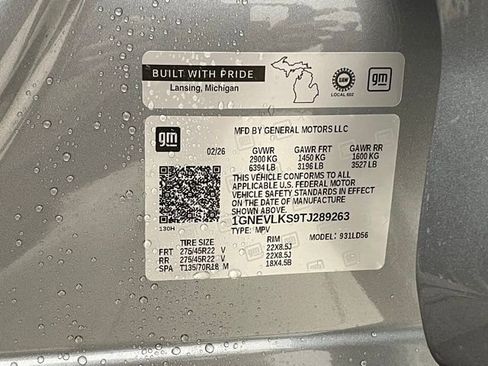 BUILT WITH PRIDE
Lansing, Michigan
UAW
LOCAL 602
gm
gm
MFD BY GENERAL MOTORS LLC
02/26 GVWR GAWR FRT GAWR RR
2900 KG 1450 KG 1600 KG
6394 LB 3196 LB 3527 LB
THIS VEHICLE CONFORMS TO ALL
APPLICABLE U.S. FEDERAL MOTOR
VEHICLE SAFETY STANDARDS IN EFFECT
ON THE DATE OF MANUFACTURE
SHOWN ABOVE.
1GNEVLKS9TJ289263
TYPE: MPV MODEL: 931LD56
130H
TIRE SIZE RIM
FRT 275/45R22 V 22X8.5J
RR 275/45R22 V 22X8.5J
SPA T135/70R18 M 18X4.5B